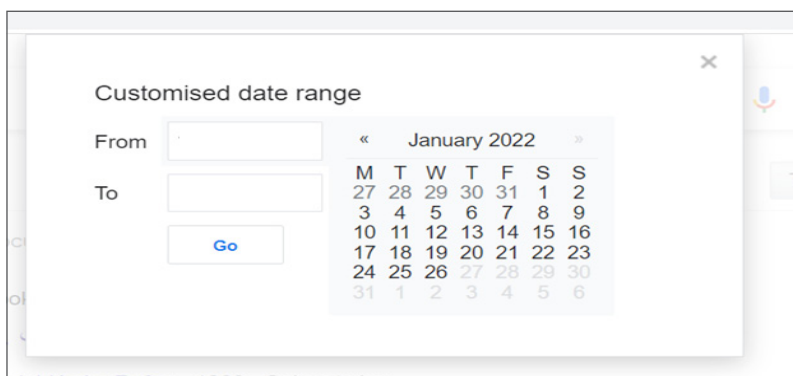 ×
Customised date range
From
To
Go
« January 2022 »
M T W T F S S
27 28 29 30 31 1 2
3 4 5 6 7 8 9
10 11 12 13 14 15 16
17 18 19 20 21 22 23
24 25 26 27 28 29 30
31 1 2 3 4 5 6